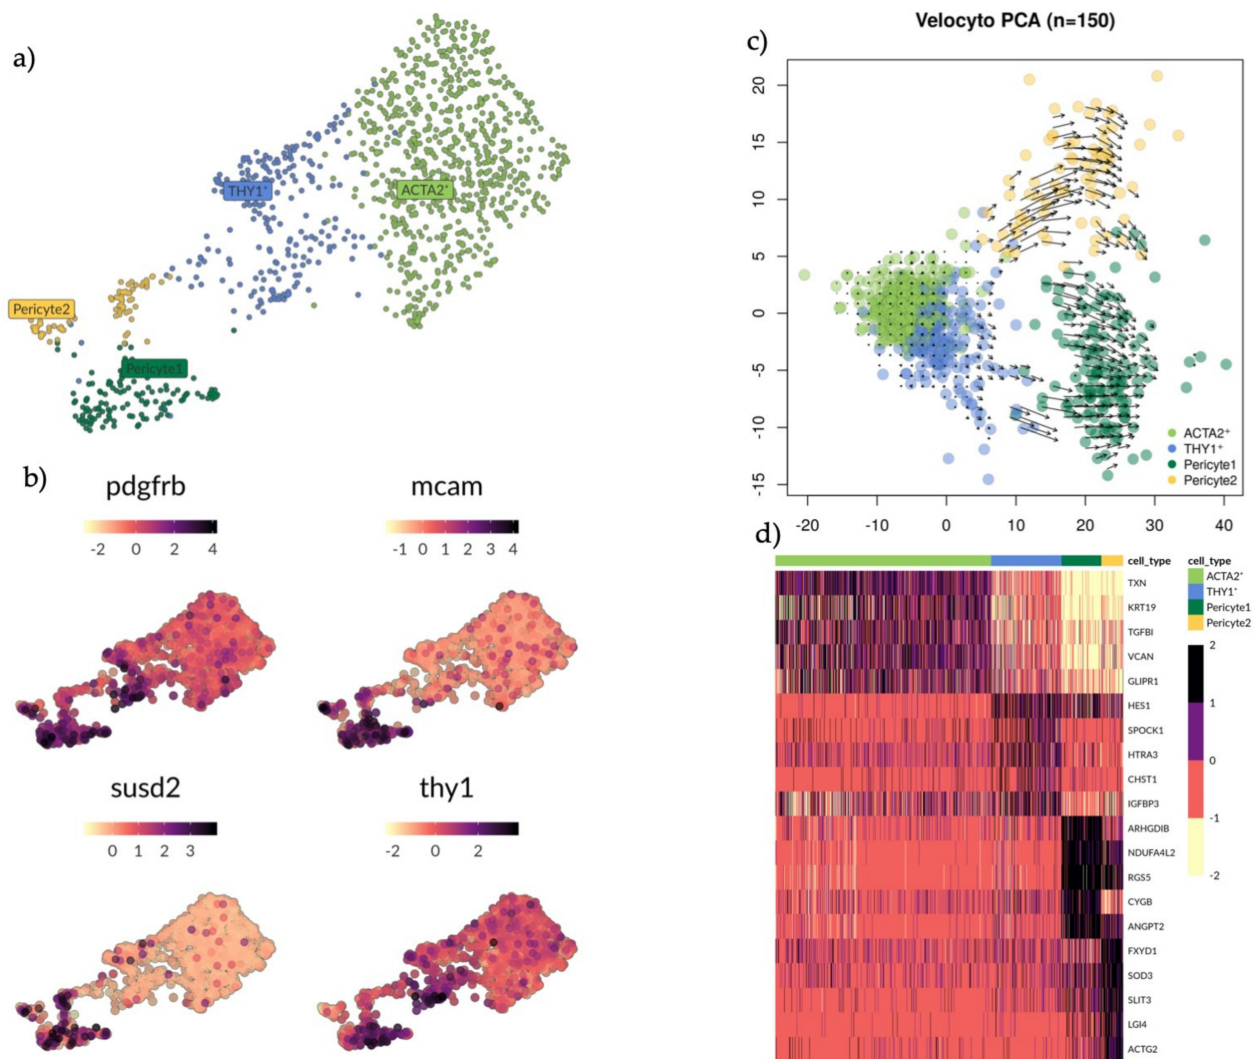 a)
THY1+
ACTA2+
Pericyte2
Pericyte1
b)
pdgfrb
-2 0 2 4
mcam
-1 0 1 2 3 4
susd2
0 1 2 3
thy1
-2 0 2
c)
Velocyto PCA (n=150)
20
15
10
5
0
-5
-10
-15
-20 -10 0 10 20 30 40
ACTA2+
THY1+
Pericyte1
Pericyte2
d)
cell_type
TXN
KRT19
TGFBI
VCAN
GLIPR1
HES1
SPOCK1
HTRA3
CHST1
IGFBP3
ARHGDIB
NDUFA4L2
RGS5
CYGB
ANGPT2
FXYD1
SOD3
SLIT3
LGI4
ACTG2
cell_type
ACTA2+
THY1+
Pericyte1
Pericyte2
2
1
0
-1
-2